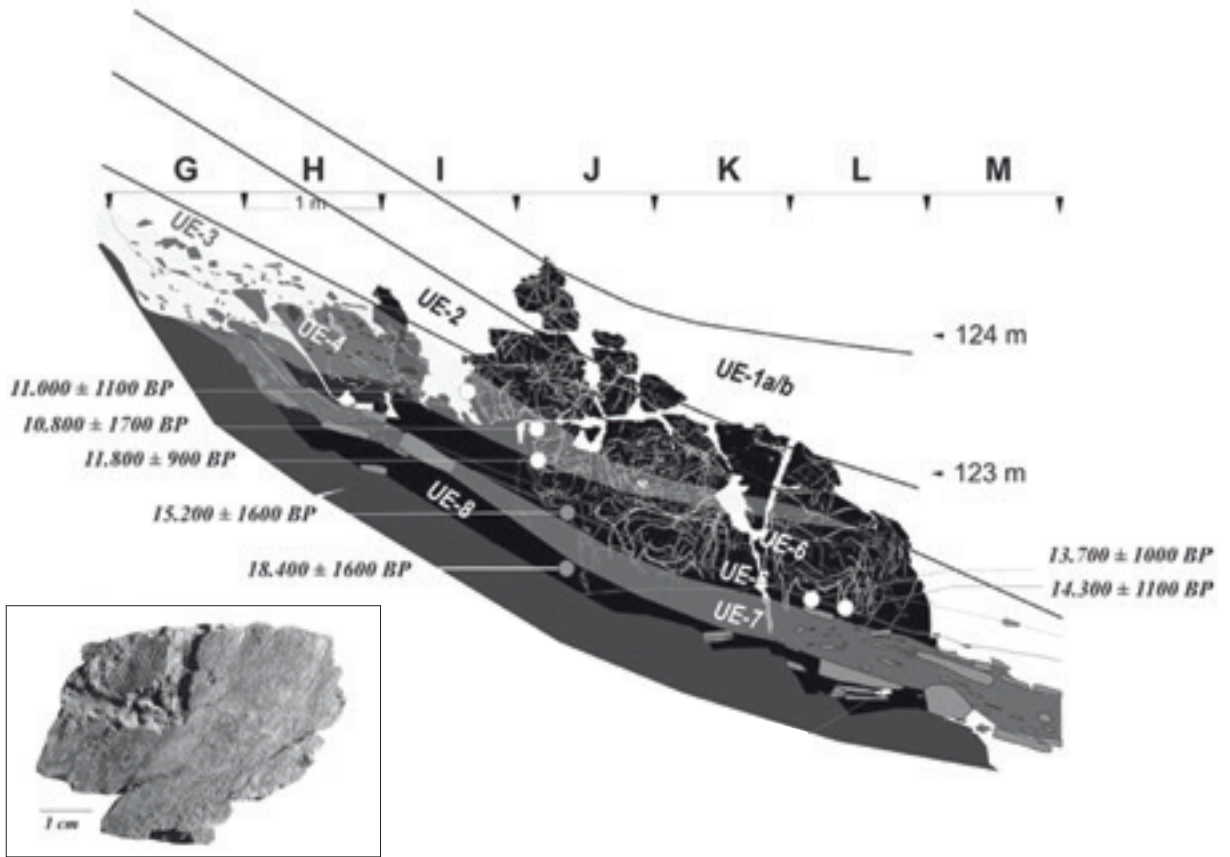 G H I J K L M
1 m
UE-3
UE-2
UE-4
UE-1a/b
124 m
11.000 ± 1100 BP
10.800 ± 1700 BP
123 m
11.800 ± 900 BP
UE-8
15.200 ± 1600 BP
UE-6
13.700 ± 1000 BP
18.400 ± 1600 BP
UE-5
14.300 ± 1100 BP
UE-7
1 cm